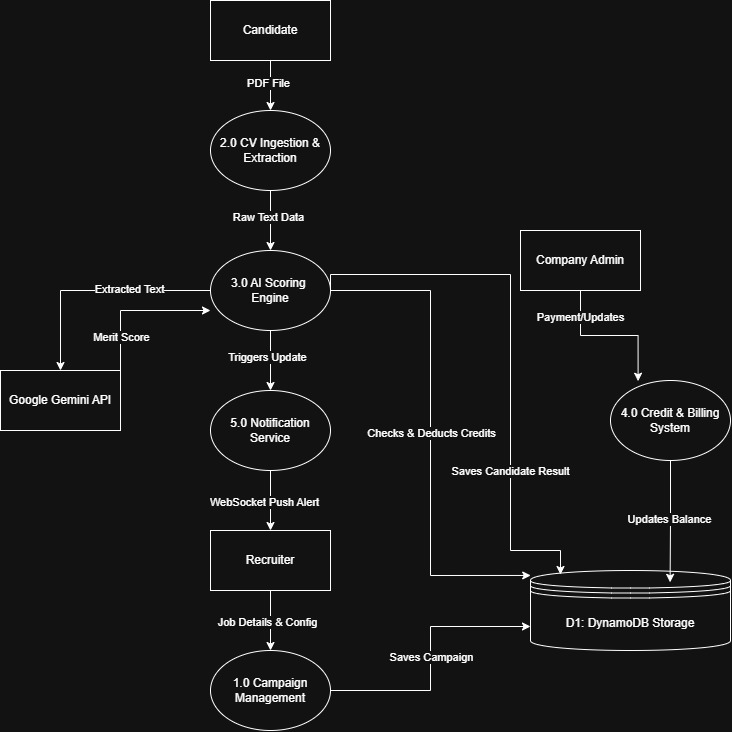 Candidate
PDF File
2.0 CV Ingestion &
Extraction
Raw Text Data
3.0 AI Scoring
Engine
Company Admin
Extracted Text
Payment/Updates
Merit Score
Triggers Update
Google Gemini API
5.0 Notification
Service
4.0 Credit & Billing
System
Checks & Deducts Credits
Saves Candidate Result
WebSocket Push Alert
Updates Balance
Recruiter
Job Details & Config
D1: DynamoDB Storage
Saves Campaign
1.0 Campaign
Management